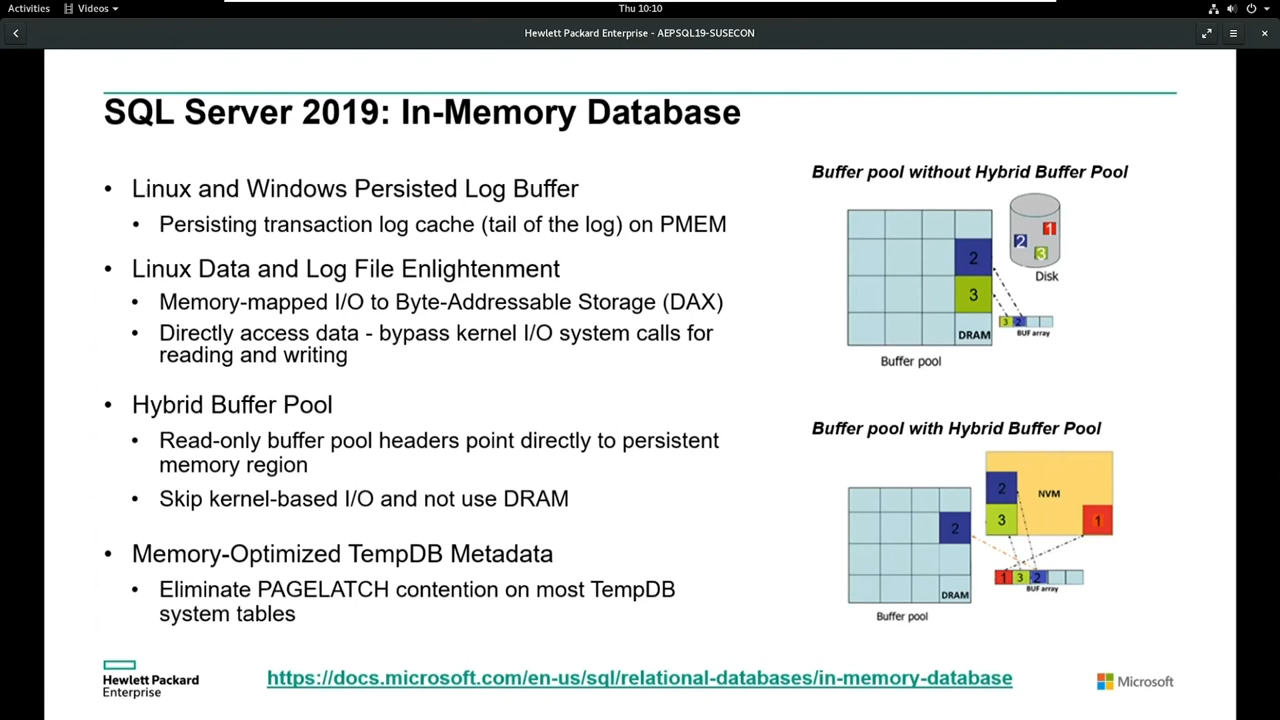 Activities
Videos
Thu 10:10
Hewlett Packard Enterprise - AEPSQL19-SUSECON
SQL Server 2019: In-Memory Database
• Linux and Windows Persisted Log Buffer
• Persisting transaction log cache (tail of the log) on PMEM
• Linux Data and Log File Enlightenment
• Memory-mapped I/O to Byte-Addressable Storage (DAX)
• Directly access data - bypass kernel I/O system calls for
reading and writing
• Hybrid Buffer Pool
• Read-only buffer pool headers point directly to persistent
memory region
• Skip kernel-based I/O and not use DRAM
• Memory-Optimized TempDB Metadata
• Eliminate PAGELATCH contention on most TempDB
system tables
Buffer pool without Hybrid Buffer Pool
1
2
3
Disk
2
3
DRAM
3 2
BUF array
Buffer pool
Buffer pool with Hybrid Buffer Pool
2
NVM
3
1
2
DRAM
1 3 2
BUF array
Buffer pool
Hewlett Packard
Enterprise
https://docs.microsoft.com/en-us/sql/relational-databases/in-memory-database
Microsoft